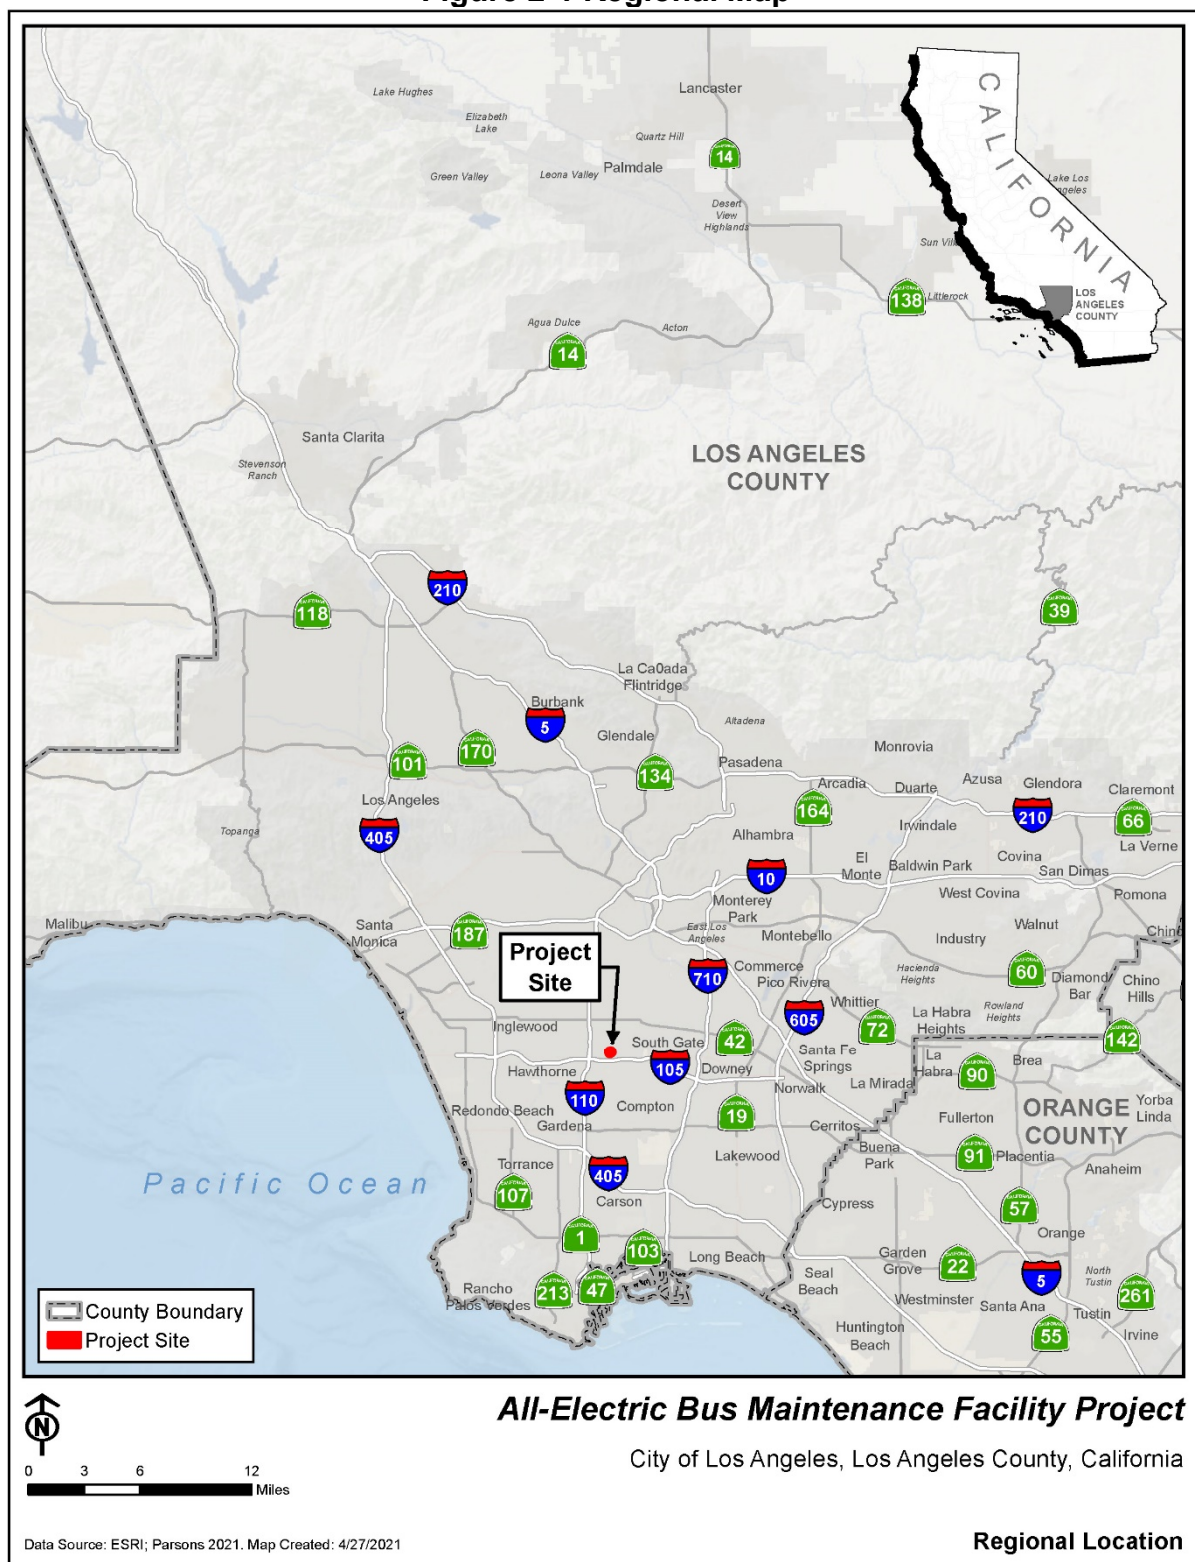 Lancaster
Lake Hughes
Elizabeth
Lake
Quartz Hill
CALIFORNIA
14
Palmdale
Green Valley
Leona Valley
Desert
View
Highlands
LOS
ANGELES
COUNTY
138
Littlerock
Agua Dulce
Acton
14
Santa Clarita
Stevenson
Ranch
LOS ANGELES
COUNTY
210
118
39
La Ca0ada
Flintridge
Burbank
5
Altadena
Glendale
Monrovia
101
170
134
Pasadena
Arcadia
Duarte
Azusa
Glendora
Claremont
Los Angeles
164
210
66
Topanga
405
Alhambra
Irwindale
La Verne
El
Monte
Baldwin Park
Covina
San Dimas
10
West Covina
Pomona
Monterey
Park
Malibu
Santa
Monica
187
East Los
Angeles
Montebello
Industry
Walnut
Project
Site
710
Commerce
Pico Rivera
Hacienda
Heights
60
Diamond
Bar
Chino
Hills
Whittier
Rowland
Heights
605
72
La Habra
Heights
142
Inglewood
South Gate
42
Santa Fe
Springs
La
Habra
Brea
Hawthorne
105
Downey
Norwalk
La Mirada
90
110
Redondo Beach
Gardena
Compton
19
Cerritos
Fullerton
ORANGE
COUNTY
Yorba
Linda
Lakewood
Buena
Park
91
Placentia
Anaheim
Torrance
107
405
Carson
Cypress
57
Orange
Pacific Ocean
1
103
Long Beach
Garden
Grove
22
North
Tustin
Rancho
Palos Verdes
213
47
Seal
Beach
5
261
Westminster
Santa Ana
Tustin
Huntington
Beach
55
Irvine
County Boundary
Project Site
N
All-Electric Bus Maintenance Facility Project
City of Los Angeles, Los Angeles County, California
0 3 6 12
Miles
Data Source: ESRI; Parsons 2021. Map Created: 4/27/2021
Regional Location